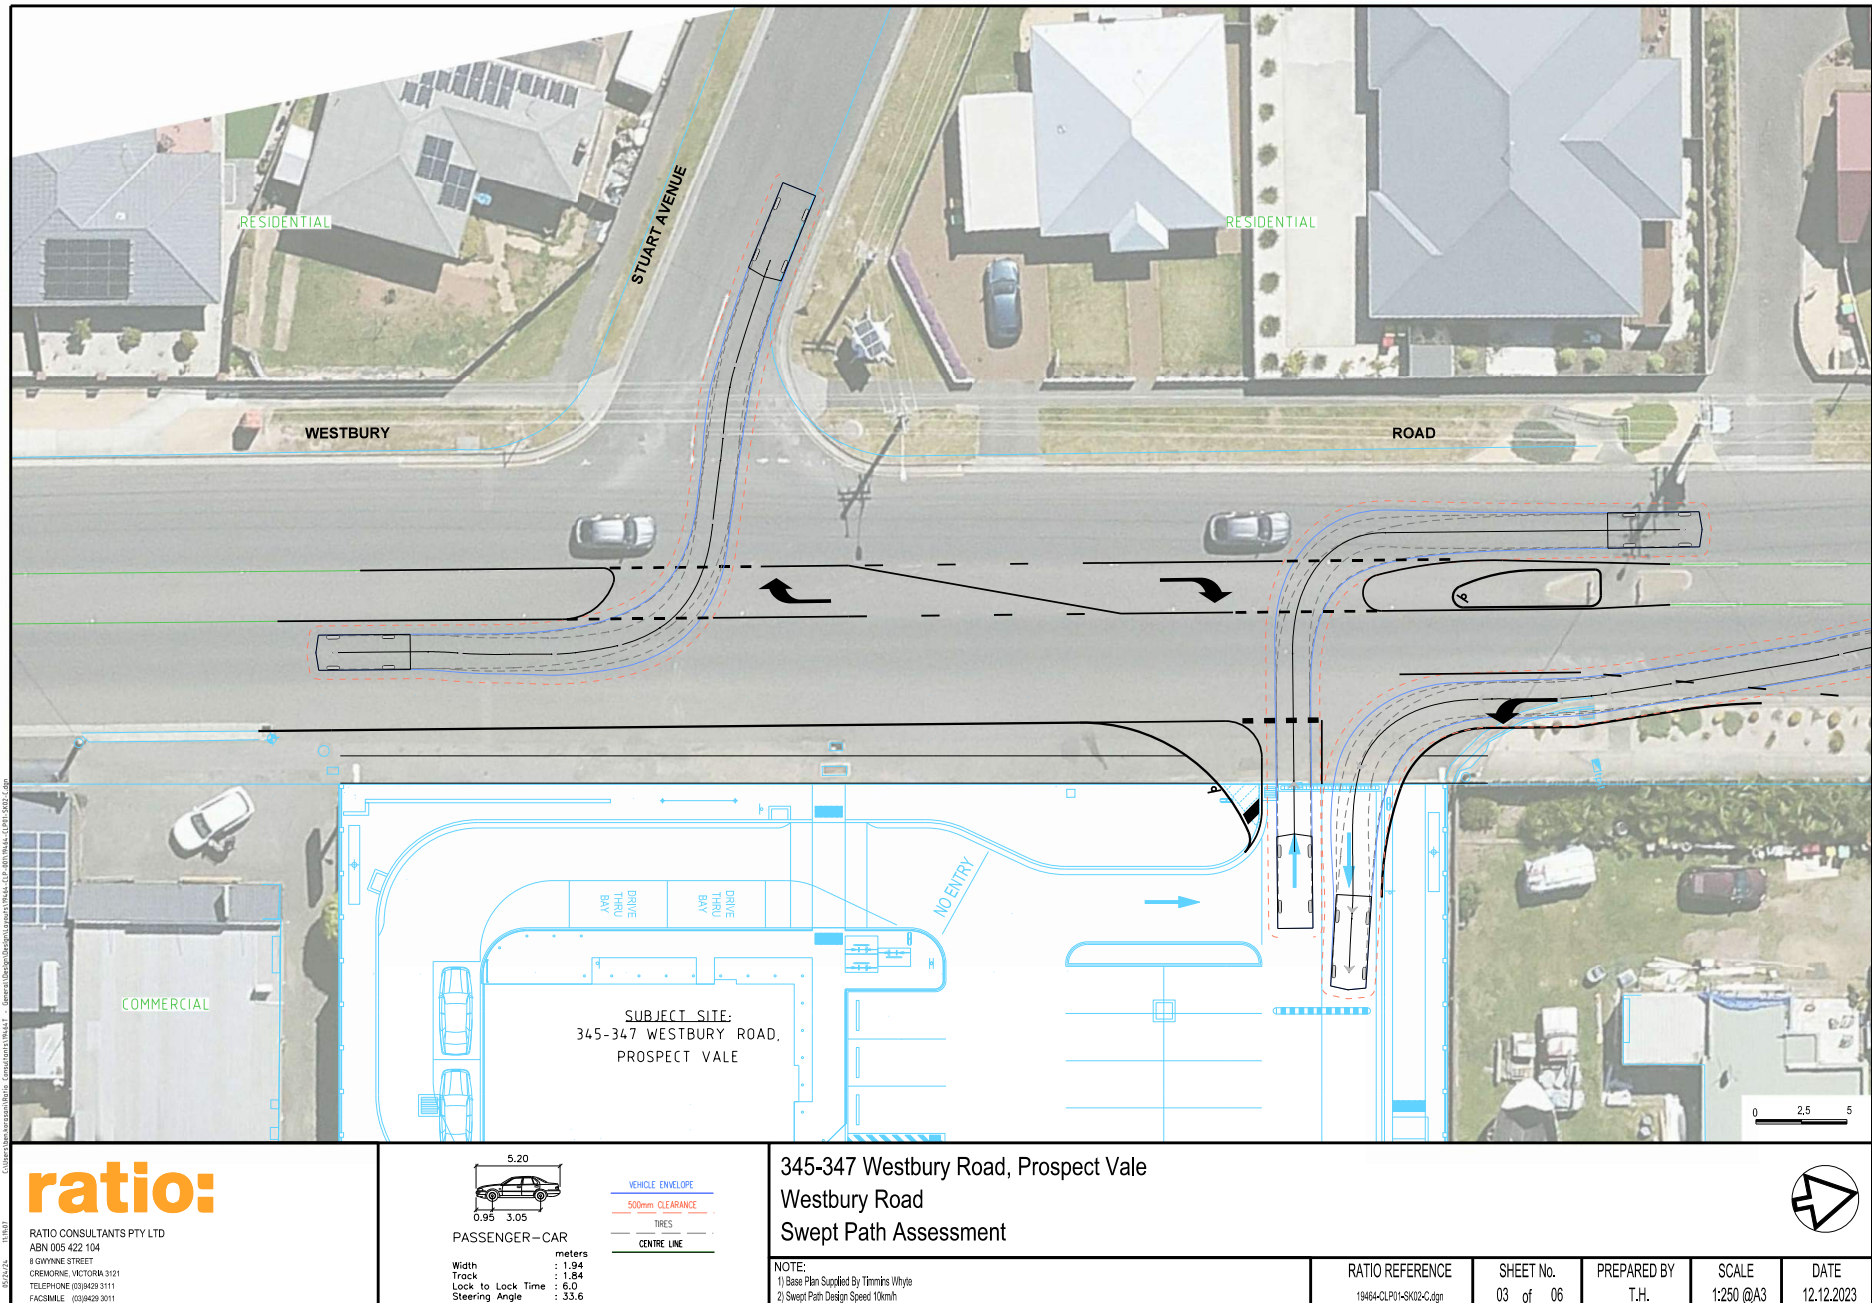 RESIDENTIAL
STUART AVENUE
RESIDENTIAL
WESTBURY
ROAD
DRIVE
THRU
BAY
DRIVE
THRU
BAY
NO ENTRY
COMMERCIAL
SUBJECT SITE:
345-347 WESTBURY ROAD,
PROSPECT VALE
0 2.5 5
ratio:
RATIO CONSULTANTS PTY LTD
ABN 005 422 104
8 GWYNNE STREET
CREMORNE, VICTORIA 3121
TELEPHONE (03)9429 3111
FACSIMILE (03)9429 3011
5.20
0.95 3.05
PASSENGER-CAR
meters
Width : 1.94
Track : 1.84
Lock to Lock Time : 6.0
Steering Angle : 33.6
VEHICLE ENVELOPE
500mm CLEARANCE
TIRES
CENTRE LINE
345-347 Westbury Road, Prospect Vale
Westbury Road
Swept Path Assessment
NOTE:
1) Base Plan Supplied By Timmins Whyte
2) Swept Path Design Speed 10km/h
RATIO REFERENCE
19464-CLP01-SK02-C.dgn
SHEET No.
03 of 06
PREPARED BY
T.H.
SCALE
1:250 @A3
DATE
12.12.2023